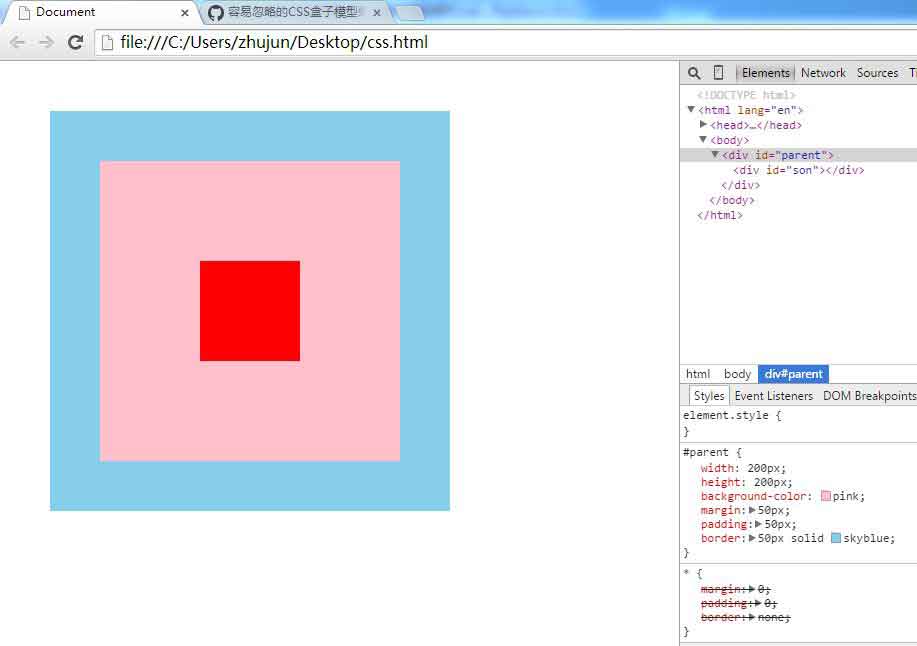 Document
容易忽略的CSS盒子模型
file:///C:/Users/zhujun/Desktop/css.html
Elements Network Sources
<!DOCTYPE html>
<html lang="en">
<head>…</head>
<body>
<div id="parent">
<div id="son"></div>
</div>
</body>
</html>
html body div#parent
Styles Event Listeners DOM Breakpoints
element.style {
}
#parent {
width: 200px;
height: 200px;
background-color: pink;
margin: 50px;
padding: 50px;
border: 50px solid skyblue;
}
* {
margin: 0;
padding: 0;
border: none;
}